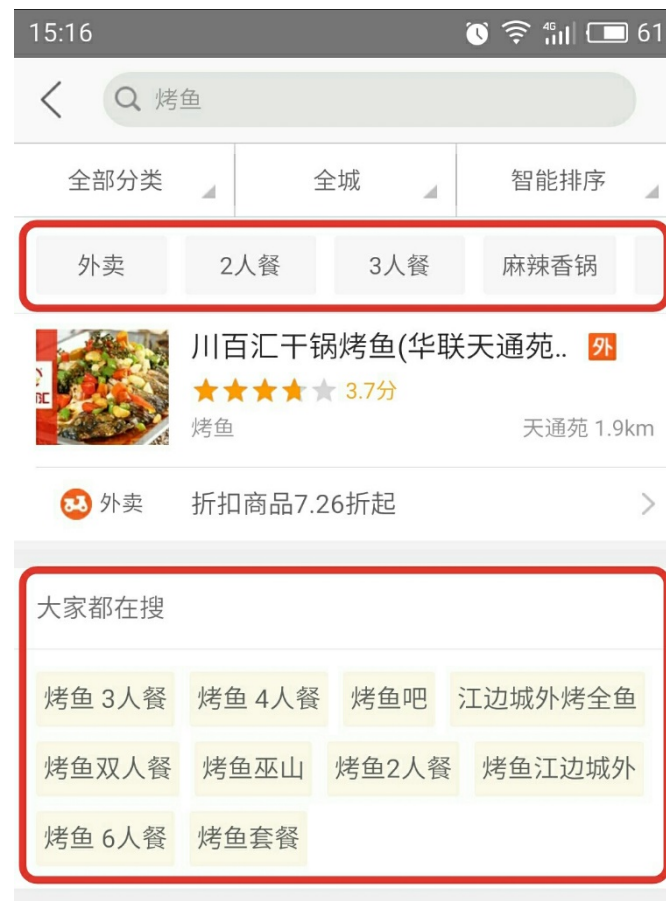 15:16 4G 61
烤鱼
全部分类 全城 智能排序
外卖 2人餐 3人餐 麻辣香锅
川百汇干锅烤鱼(华联天通苑.. 外
3.7分
烤鱼 天通苑 1.9km
外卖 折扣商品7.26折起
大家都在搜
烤鱼 3人餐 烤鱼 4人餐 烤鱼吧 江边城外烤全鱼
烤鱼双人餐 烤鱼巫山 烤鱼2人餐 烤鱼江边城外
烤鱼 6人餐 烤鱼套餐